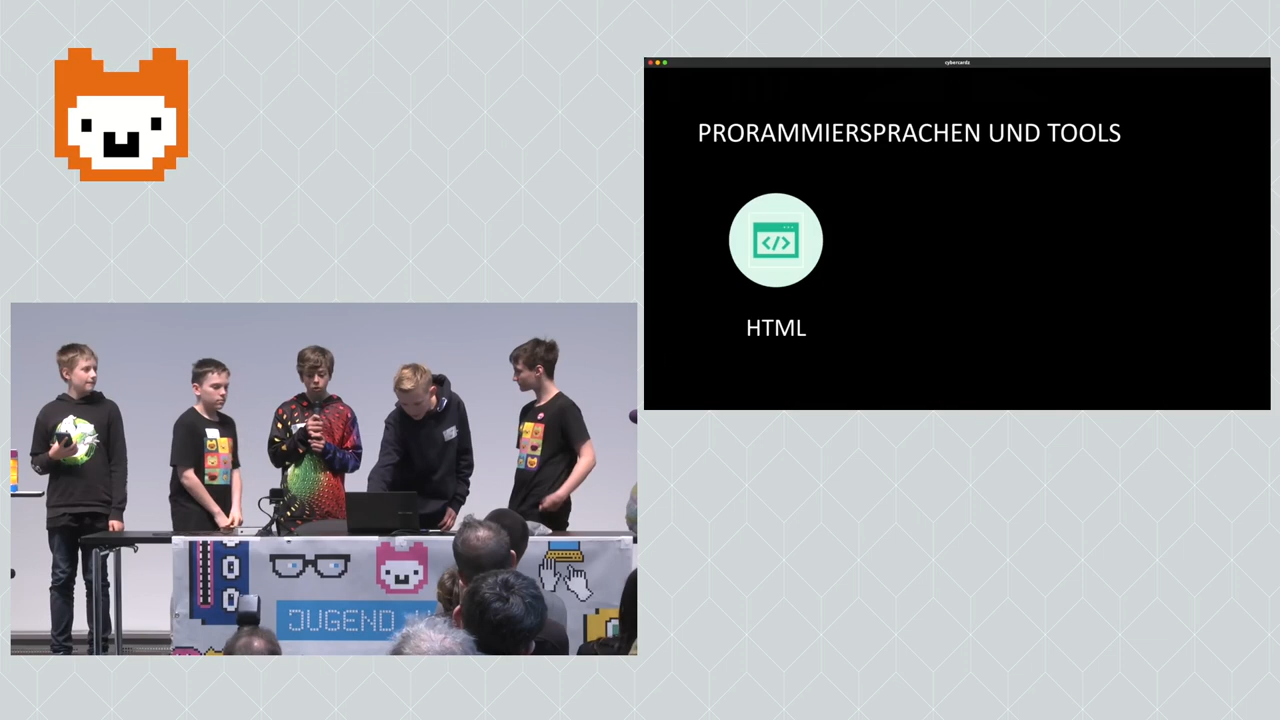 cybercardz
PRORAMMIERSPRACHEN UND TOOLS
</>
HTML
JUGEND